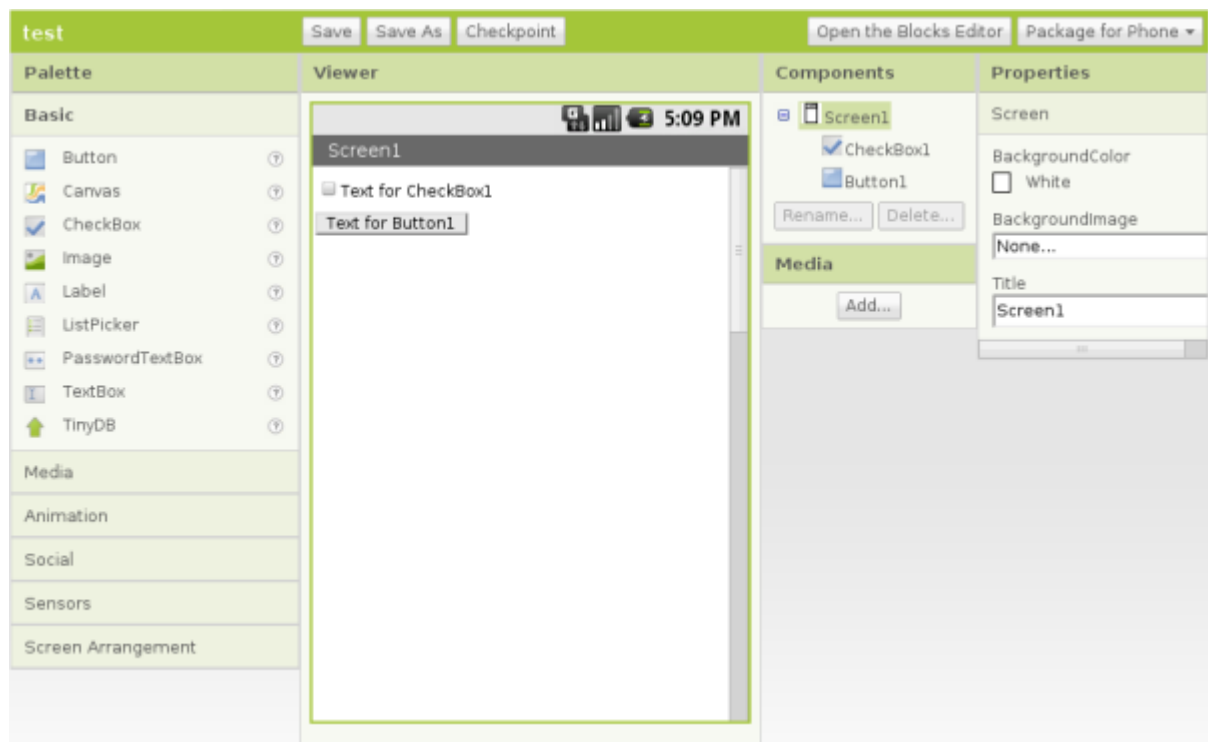 test
Save
Save As
Checkpoint
Open the Blocks Editor
Package for Phone
Palette
Basic
Button
Canvas
CheckBox
Image
Label
ListPicker
PasswordTextBox
TextBox
TinyDB
Media
Animation
Social
Sensors
Screen Arrangement
Viewer
5:09 PM
Screen1
Text for CheckBox1
Text for Button1
Components
Screen1
CheckBox1
Button1
Rename...
Delete...
Media
Add...
Properties
Screen
BackgroundColor
White
BackgroundImage
None...
Title
Screen1